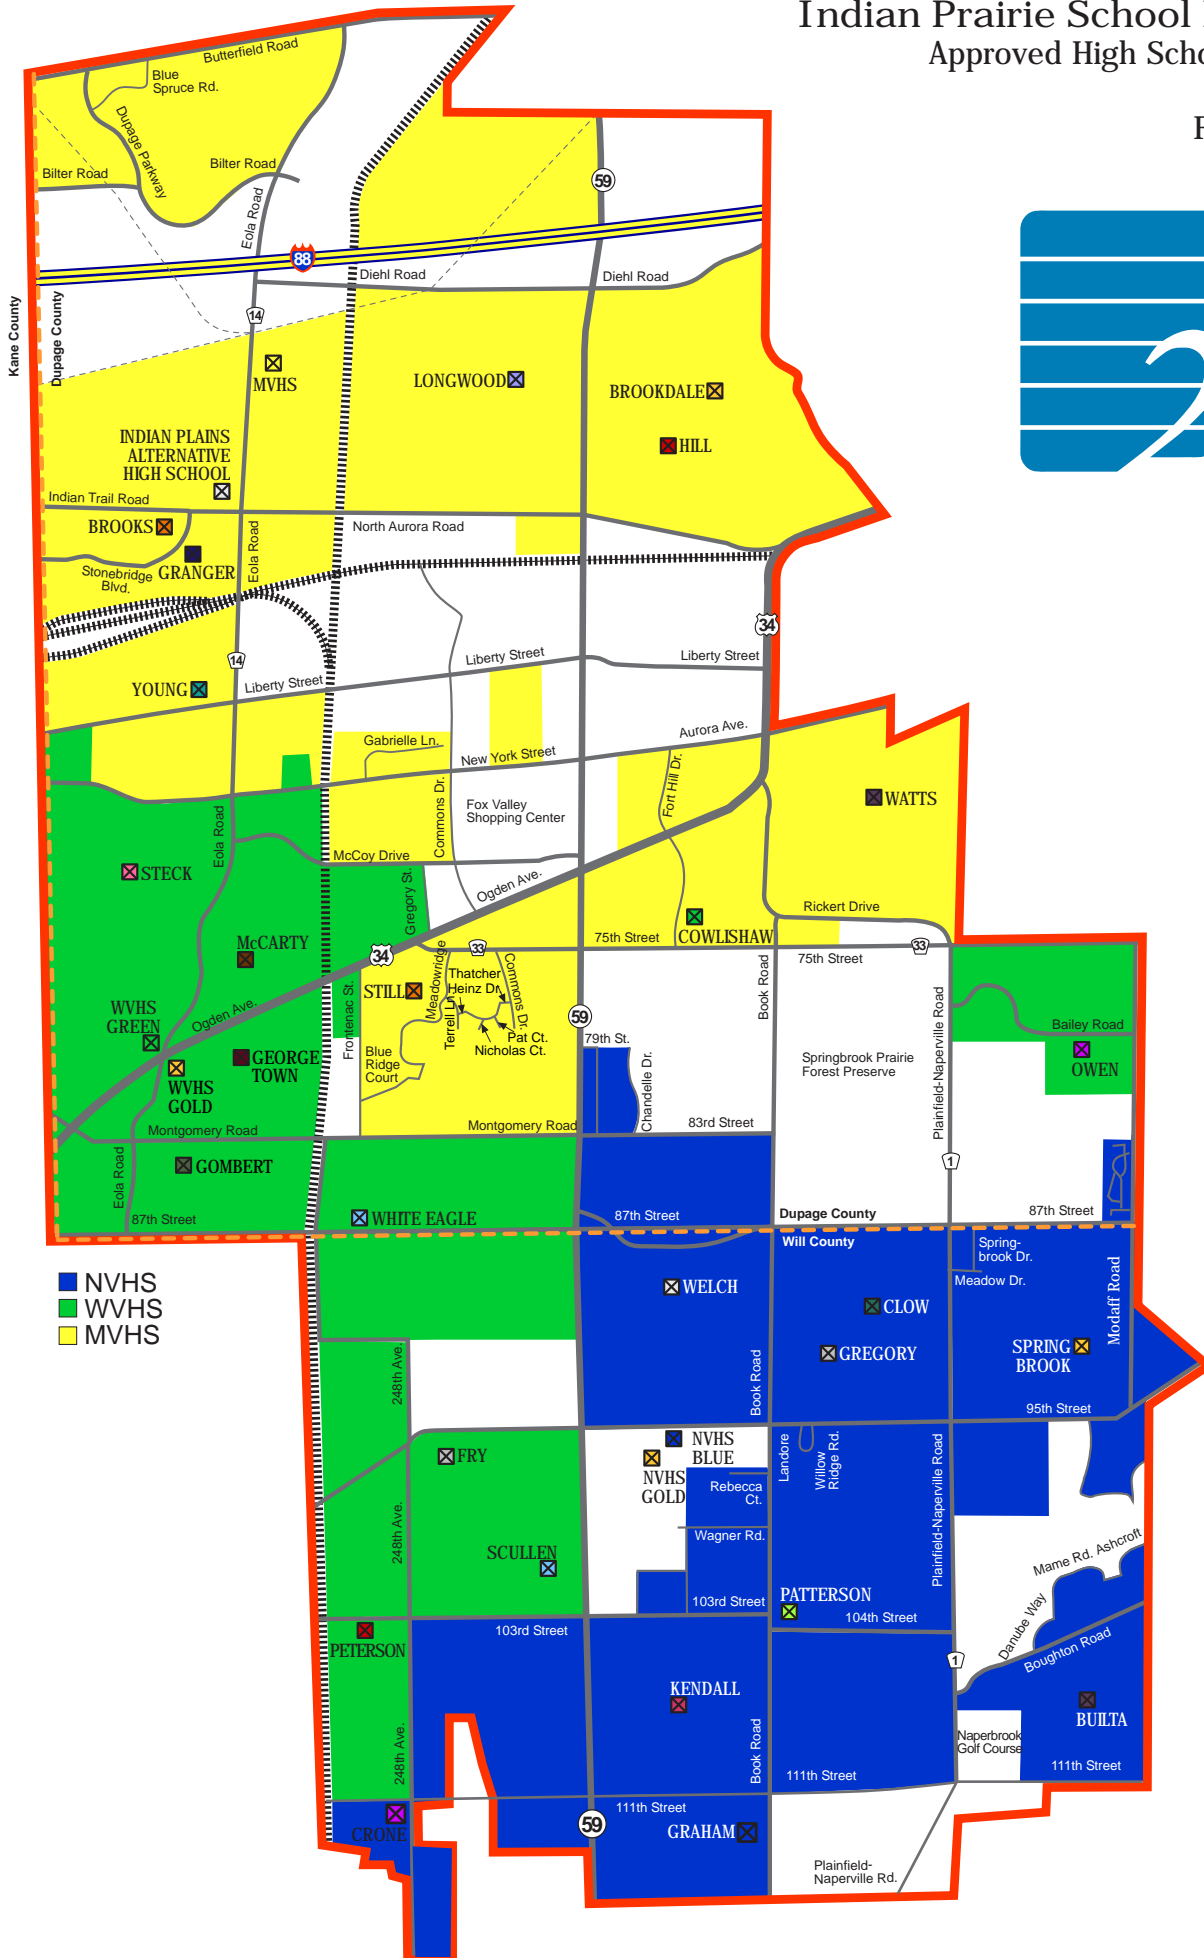 Indian Prairie School
Approved High Scho
Butterfield Road
Blue
Spruce Rd.
Dupage Parkway
Bilter Road
Bilter Road
Eola Road
59
88
Diehl Road
Diehl Road
Kane County
Dupage County
14
MVHS
LONGWOOD
BROOKDALE
HILL
INDIAN PLAINS
ALTERNATIVE
HIGH SCHOOL
Indian Trail Road
BROOKS
North Aurora Road
Eola Road
Stonebridge
Blvd.
GRANGER
34
14
Liberty Street
Liberty Street
Liberty Street
YOUNG
Gabrielle Ln.
New York Street
Aurora Ave.
Fort Hill Dr.
Commons Dr.
Fox Valley
Shopping Center
WATTS
Eola Road
McCoy Drive
STECK
Gregory St.
Ogden Ave.
Rickert Drive
COWLISHAW
75th Street
33
33
75th Street
McCARTY
34
Meadowridge
Thatcher
Heinz Dr.
Commons Dr.
STILL
Terrell Ln.
Pat Ct.
Nicholas Ct.
Book Road
Plainfield-Naperville Road
WVHS
GREEN
Ogden Ave.
Frontenac St.
59
79th St.
Bailey Road
OWEN
Blue
Ridge
Court
GEORGE
TOWN
WVHS
GOLD
Chandelle Dr.
Springbrook Prairie
Forest Preserve
Montgomery Road
Montgomery Road
83rd Street
Eola Road
GOMBERT
1
87th Street
WHITE EAGLE
87th Street
Dupage County
87th Street
Will County
Spring-
brook Dr.
Meadow Dr.
Modaff Road
NVHS
WVHS
MVHS
WELCH
CLOW
GREGORY
SPRING
BROOK
248th Ave.
Book Road
95th Street
FRY
NVHS
BLUE
NVHS
GOLD
Landore
Willow
Ridge Rd.
Plainfield-Naperville Road
Rebecca
Ct.
248th Ave.
Wagner Rd.
SCULLEN
Mame Rd.
Ashcroft
103rd Street
PATTERSON
104th Street
103rd Street
Danube Way
Boughton Road
PETERSON
1
KENDALL
BUILTA
Naperbrook
Golf Course
248th Ave.
Book Road
111th Street
111th Street
111th Street
CRONE
59
GRAHAM
Plainfield-
Naperville Rd.